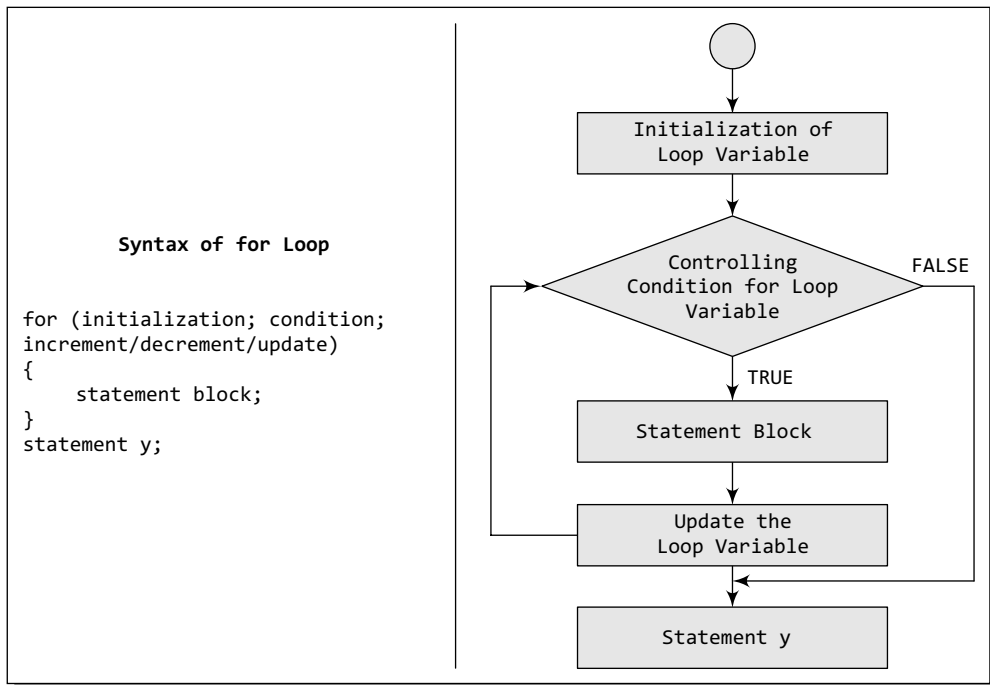 Syntax of for Loop
for (initialization; condition;
increment/decrement/update)
{
statement block;
}
statement y;
Initialization of
Loop Variable
Controlling
Condition for Loop
Variable
FALSE
TRUE
Statement Block
Update the
Loop Variable
Statement y